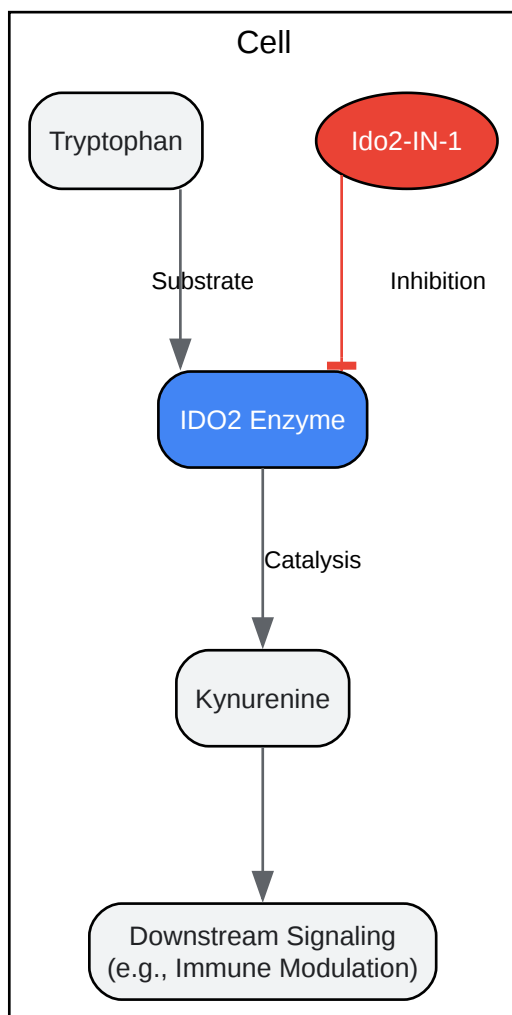 Cell
Tryptophan
Ido2-IN-1
Substrate
Inhibition
IDO2 Enzyme
Catalysis
Kynurenine
Downstream Signaling
(e.g., Immune Modulation)